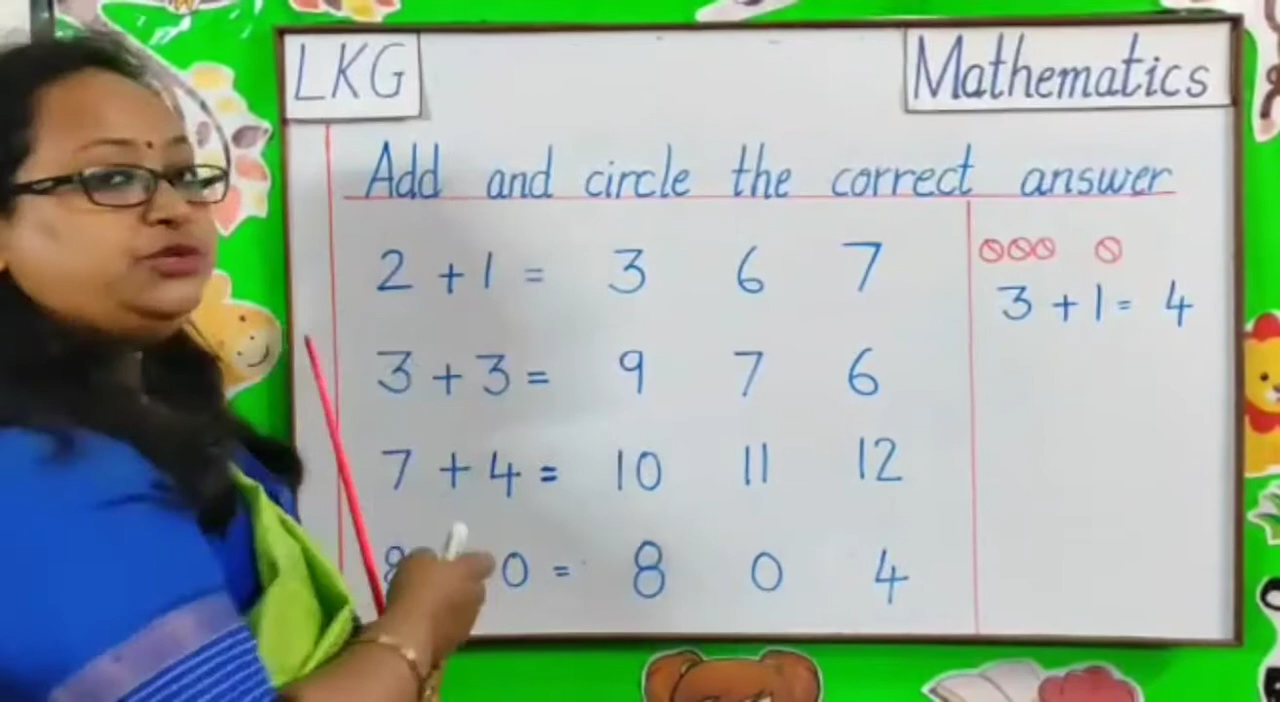 LKG
Mathematics
Add and circle the correct answer
2 + 1 = 3 6 7
3 + 1 = 4
3 + 3 = 9 7 6
7 + 4 = 10 11 12
8 0 = 8 0 4